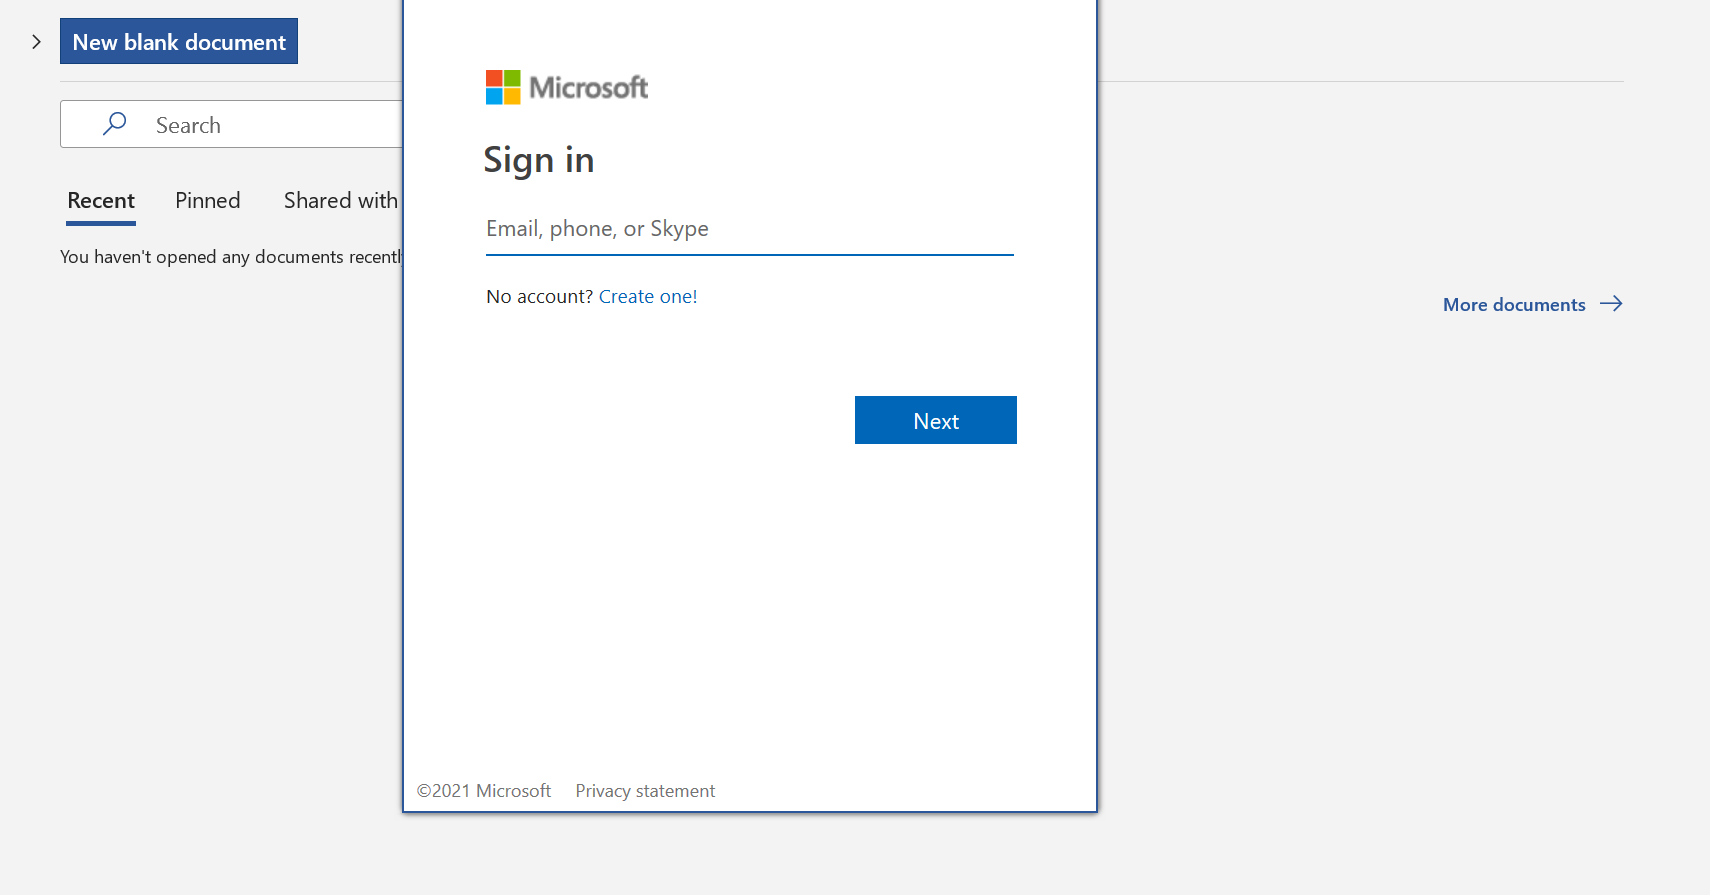 New blank document
Search
Recent Pinned Shared with
You haven't opened any documents recently
Microsoft
Sign in
Email, phone, or Skype
No account? Create one!
Next
©2021 Microsoft Privacy statement
More documents